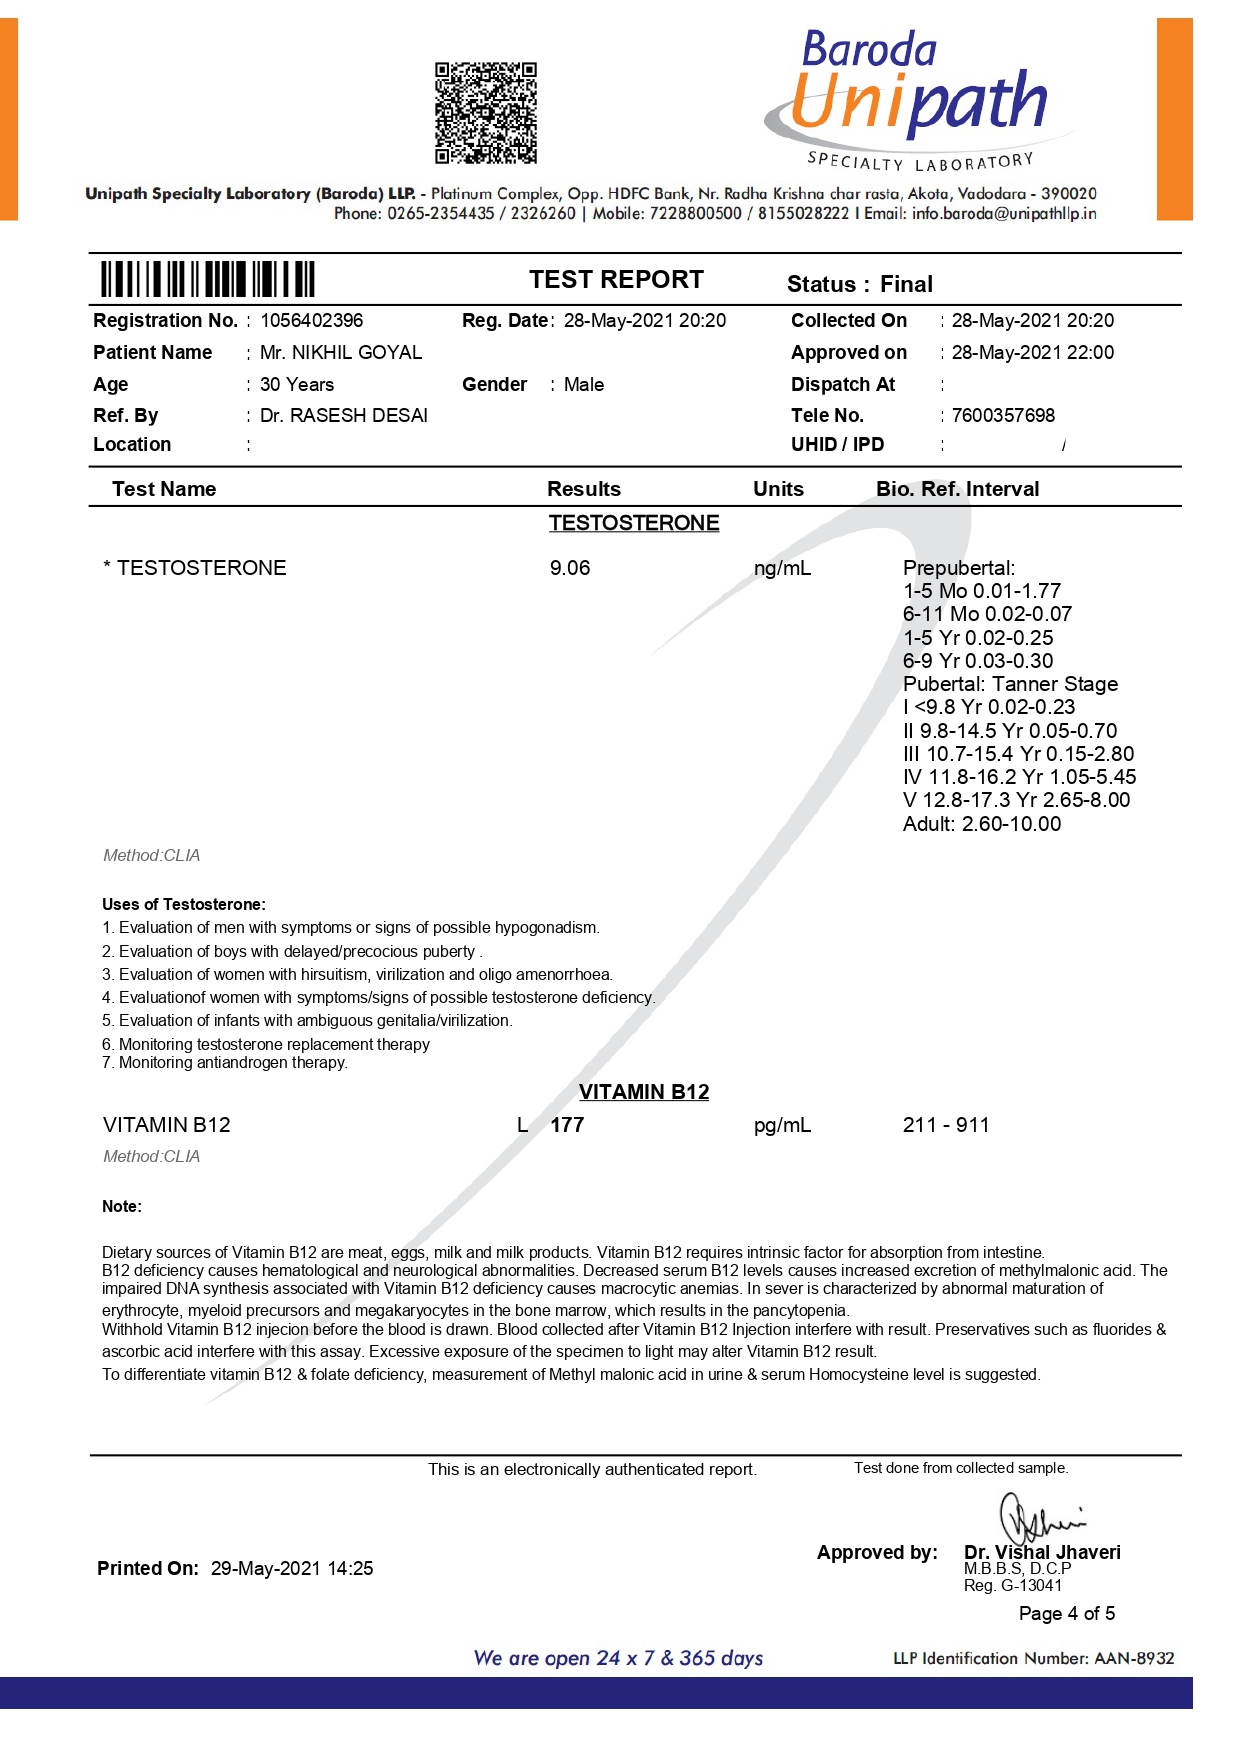 Baroda
Unipath
SPECIALTY LABORATORY
Unipath Specialty Laboratory (Baroda) LLP. - Platinum Complex, Opp. HDFC Bank, Nr. Radha Krishna char rasta, Akota, Vadodara - 390020
Phone: 0265-2354435 / 2326260 | Mobile: 7228800500 / 8155028222 I Email: info.baroda@unipathllp.in
TEST REPORT Status : Final
Registration No. : 1056402396 Reg. Date : 28-May-2021 20:20 Collected On : 28-May-2021 20:20
Patient Name : Mr. NIKHIL GOYAL Approved on : 28-May-2021 22:00
Age : 30 Years Gender : Male Dispatch At :
Ref. By : Dr. RASESH DESAI Tele No. : 7600357698
Location : UHID / IPD : /
Test Name Results Units Bio. Ref. Interval
TESTOSTERONE
* TESTOSTERONE 9.06 ng/mL Prepubertal:
1-5 Mo 0.01-1.77
6-11 Mo 0.02-0.07
1-5 Yr 0.02-0.25
6-9 Yr 0.03-0.30
Pubertal: Tanner Stage
I <9.8 Yr 0.02-0.23
II 9.8-14.5 Yr 0.05-0.70
III 10.7-15.4 Yr 0.15-2.80
IV 11.8-16.2 Yr 1.05-5.45
V 12.8-17.3 Yr 2.65-8.00
Adult: 2.60-10.00
Method:CLIA
Uses of Testosterone:
1. Evaluation of men with symptoms or signs of possible hypogonadism.
2. Evaluation of boys with delayed/precocious puberty .
3. Evaluation of women with hirsuitism, virilization and oligo amenorrhoea.
4. Evaluationof women with symptoms/signs of possible testosterone deficiency.
5. Evaluation of infants with ambiguous genitalia/virilization.
6. Monitoring testosterone replacement therapy
7. Monitoring antiandrogen therapy.
VITAMIN B12
VITAMIN B12 L 177 pg/mL 211 - 911
Method:CLIA
Note:
Dietary sources of Vitamin B12 are meat, eggs, milk and milk products. Vitamin B12 requires intrinsic factor for absorption from intestine.
B12 deficiency causes hematological and neurological abnormalities. Decreased serum B12 levels causes increased excretion of methylmalonic acid. The
impaired DNA synthesis associated with Vitamin B12 deficiency causes macrocytic anemias. In sever is characterized by abnormal maturation of
erythrocyte, myeloid precursors and megakaryocytes in the bone marrow, which results in the pancytopenia.
Withhold Vitamin B12 injecion before the blood is drawn. Blood collected after Vitamin B12 Injection interfere with result. Preservatives such as fluorides &
ascorbic acid interfere with this assay. Excessive exposure of the specimen to light may alter Vitamin B12 result.
To differentiate vitamin B12 & folate deficiency, measurement of Methyl malonic acid in urine & serum Homocysteine level is suggested.
This is an electronically authenticated report. Test done from collected sample.
Approved by: Dr. Vishal Jhaveri
M.B.B.S, D.C.P
Reg. G-13041
Printed On: 29-May-2021 14:25
Page 4 of 5
We are open 24 x 7 & 365 days LLP Identification Number: AAN-8932